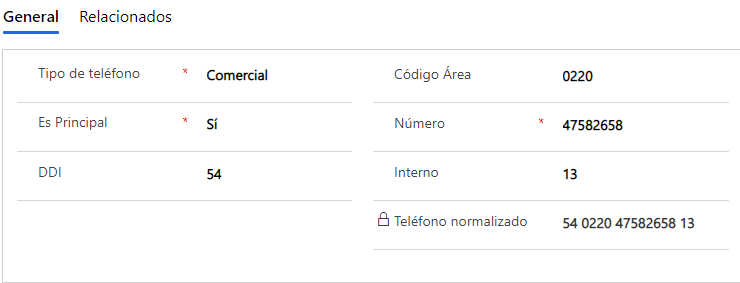 General Relacionados
Tipo de teléfono * Comercial Código Área 0220
Es Principal * Sí Número * 47582658
DDI 54 Interno 13
Teléfono normalizado 54 0220 47582658 13